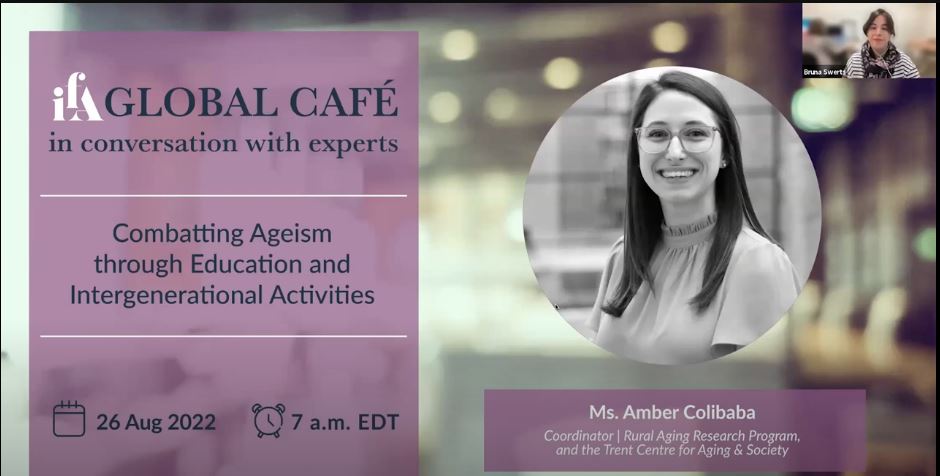 ifA GLOBAL CAFÉ
in conversation with experts
Combatting Ageism
through Education and
Intergenerational Activities
26 Aug 2022
7 a.m. EDT
Bruna Swerts
Ms. Amber Colibaba
Coordinator | Rural Aging Research Program,
and the Trent Centre for Aging & Society